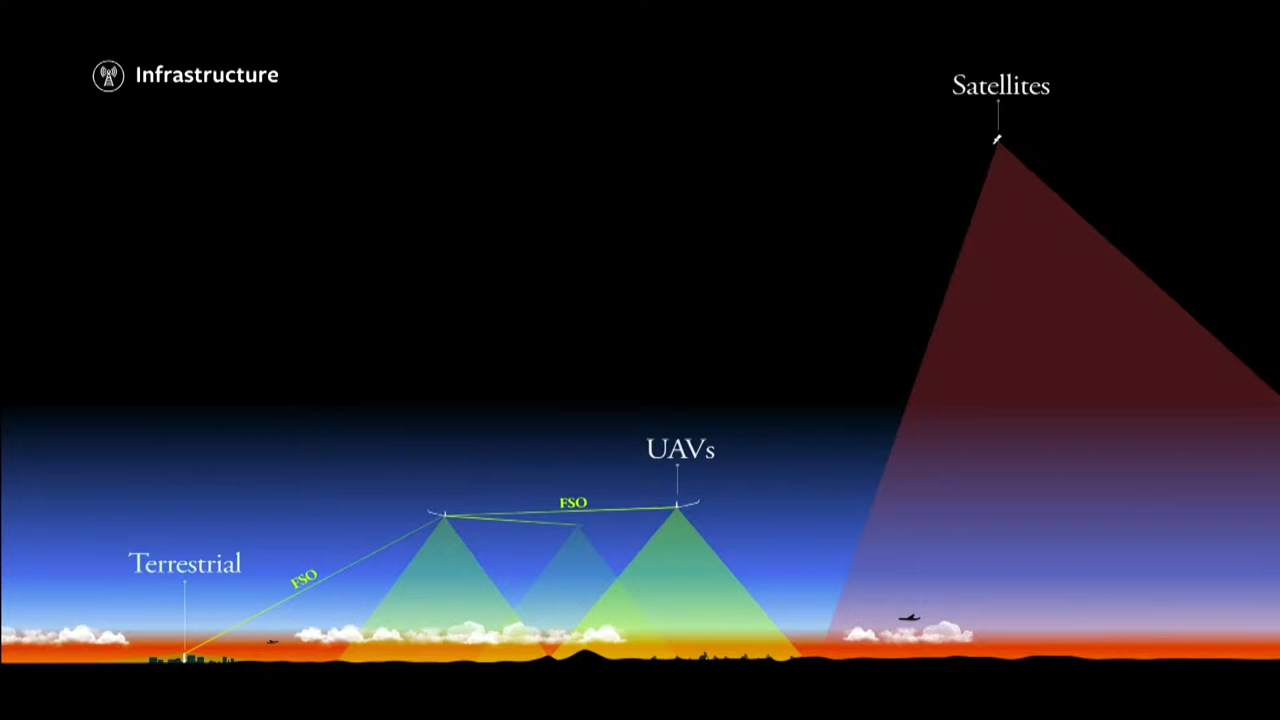 Infrastructure
Satellites
UAVs
FSO
Terrestrial
FSO